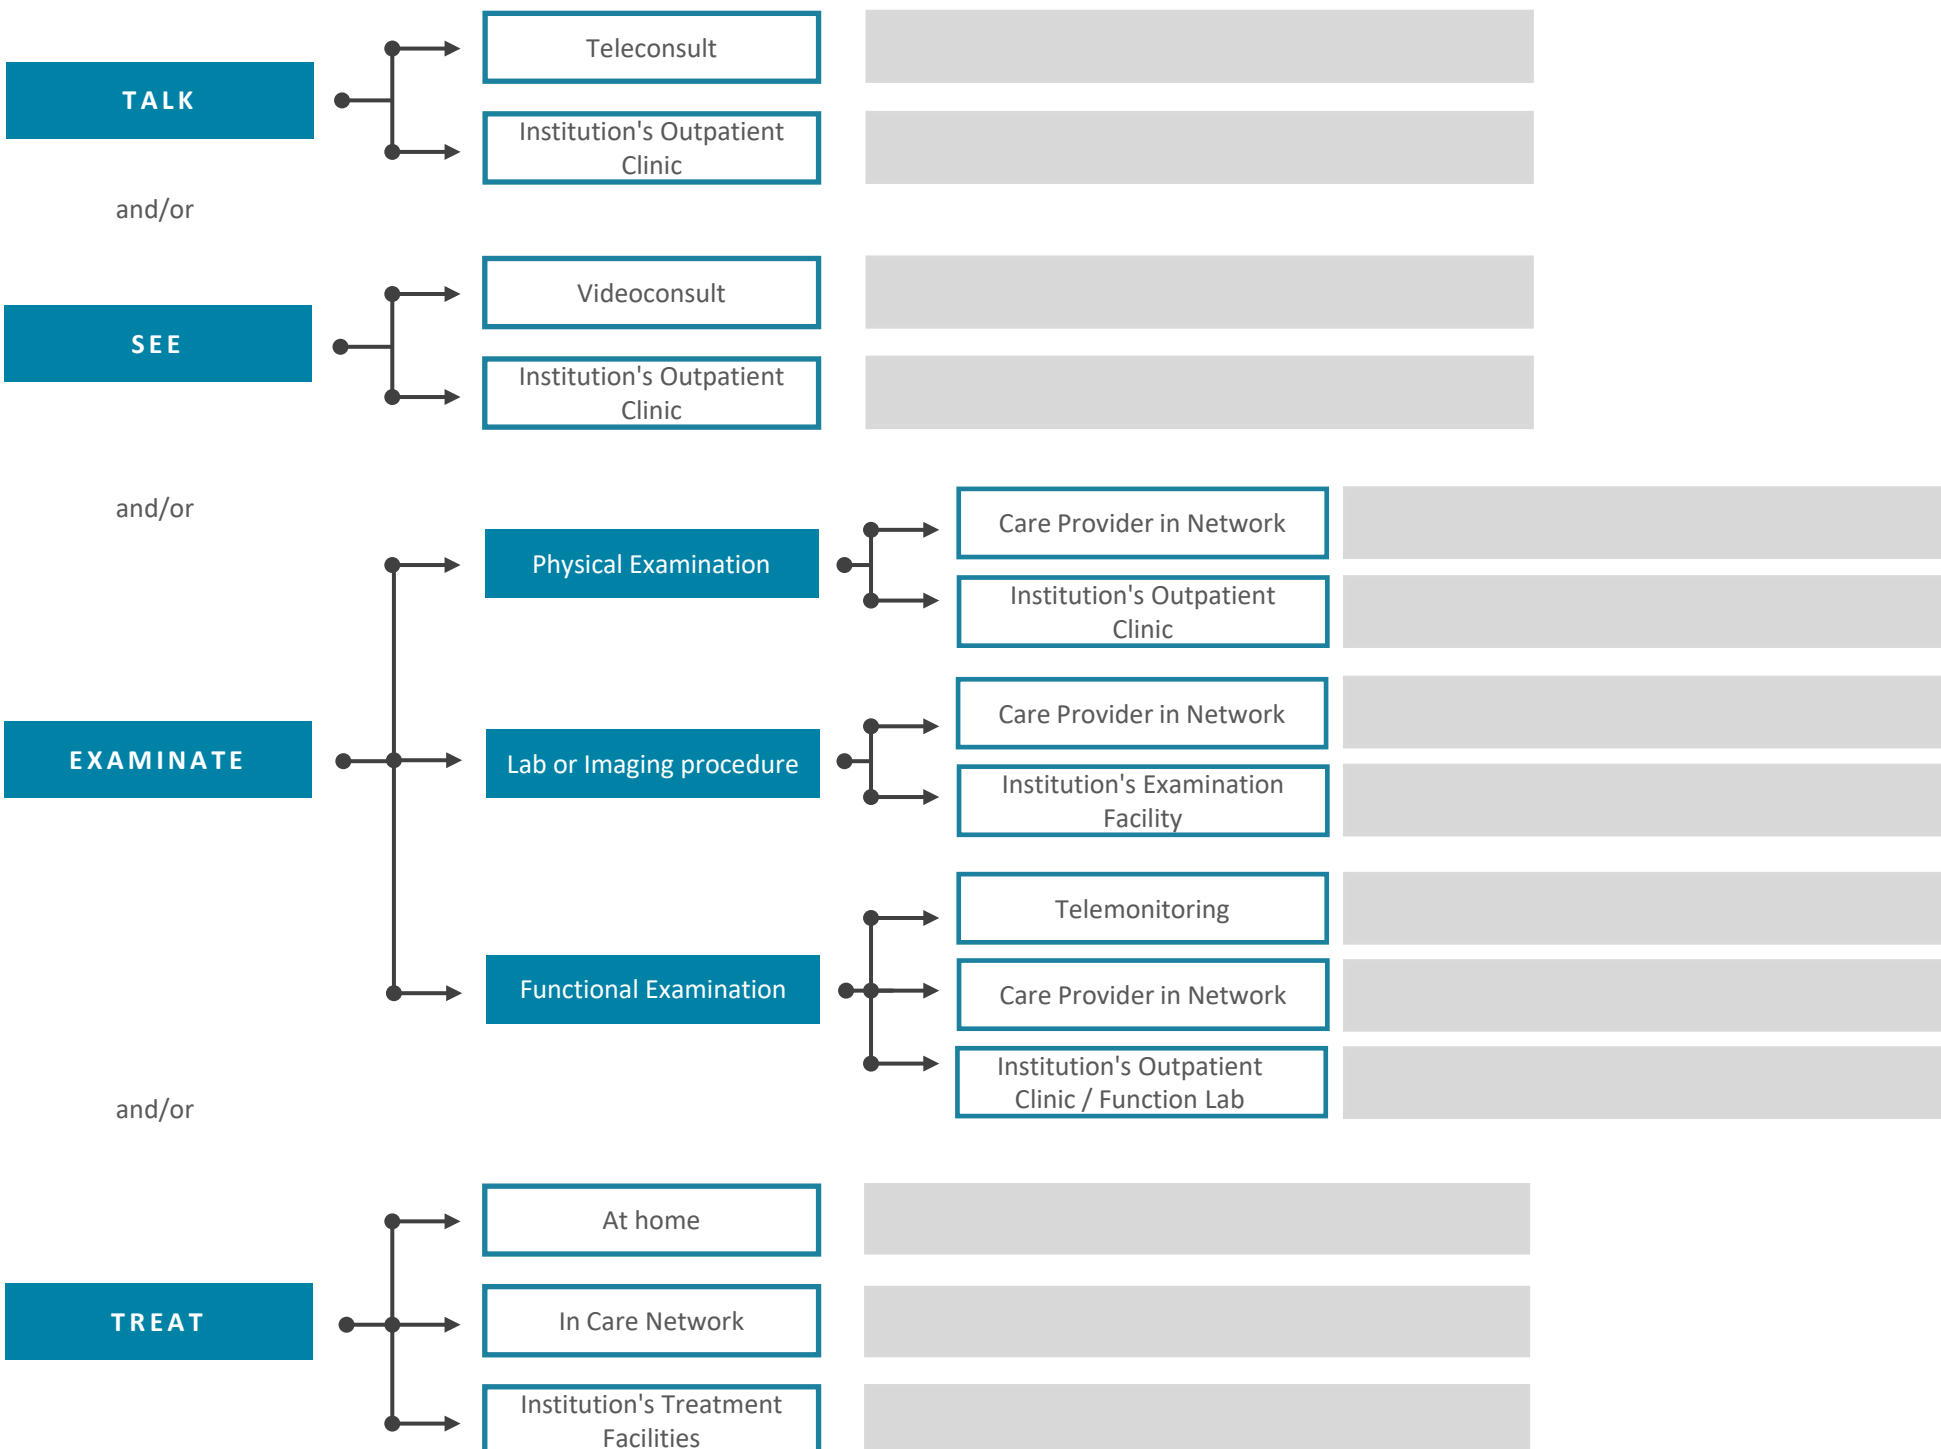 TALK
Teleconsult
Institution's Outpatient
Clinic
and/or
SEE
Videoconsult
Institution's Outpatient
Clinic
and/or
EXAMINATE
Physical Examination
Care Provider in Network
Institution's Outpatient
Clinic
Lab or Imaging procedure
Care Provider in Network
Institution's Examination
Facility
Functional Examination
Telemonitoring
Care Provider in Network
Institution's Outpatient
Clinic / Function Lab
and/or
TREAT
At home
In Care Network
Institution's Treatment
Facilities